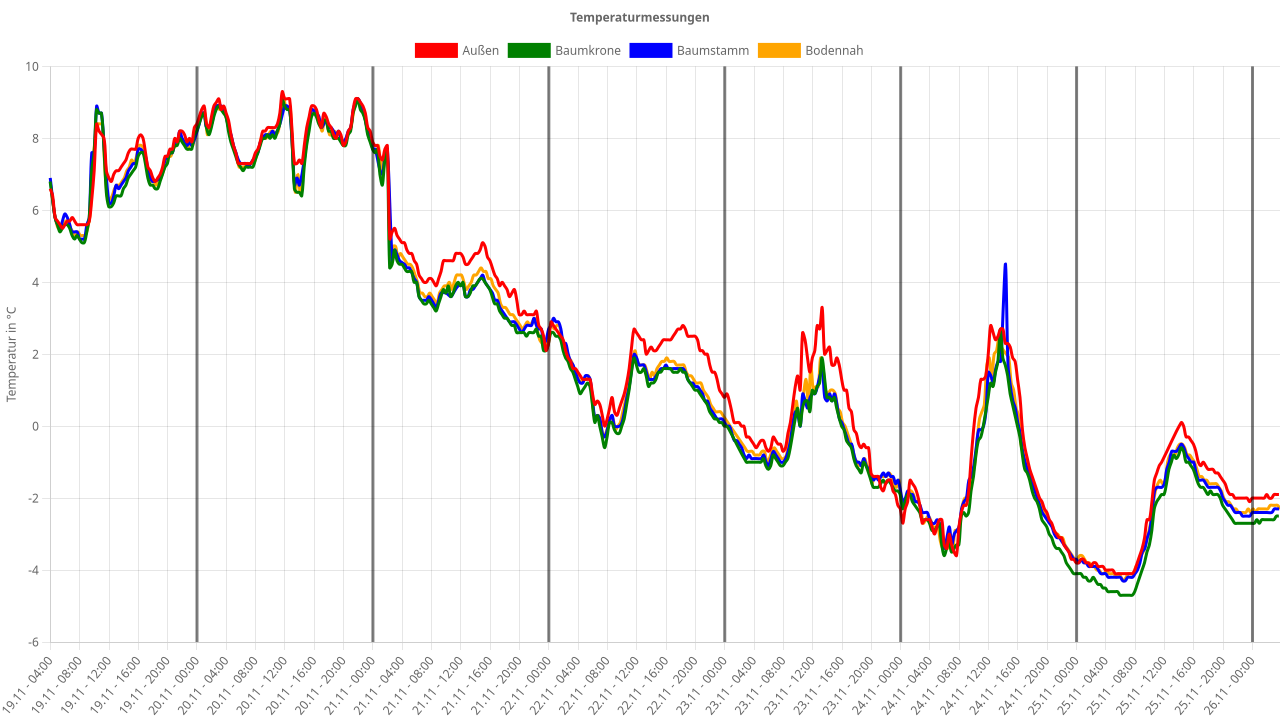 Temperaturmessungen
Außen Baumkrone Baumstamm Bodennah
Temperatur in °C
10
8
6
4
2
0
-2
-4
-6
19.11 - 04:00
19.11 - 08:00
19.11 - 12:00
19.11 - 16:00
19.11 - 20:00
20.11 - 00:00
20.11 - 04:00
20.11 - 08:00
20.11 - 12:00
20.11 - 16:00
20.11 - 20:00
21.11 - 00:00
21.11 - 04:00
21.11 - 08:00
21.11 - 12:00
21.11 - 16:00
21.11 - 20:00
22.11 - 00:00
22.11 - 04:00
22.11 - 08:00
22.11 - 12:00
22.11 - 16:00
22.11 - 20:00
23.11 - 00:00
23.11 - 04:00
23.11 - 08:00
23.11 - 12:00
23.11 - 16:00
23.11 - 20:00
24.11 - 00:00
24.11 - 04:00
24.11 - 08:00
24.11 - 12:00
24.11 - 16:00
24.11 - 20:00
25.11 - 00:00
25.11 - 04:00
25.11 - 08:00
25.11 - 12:00
25.11 - 16:00
25.11 - 20:00
26.11 - 00:00